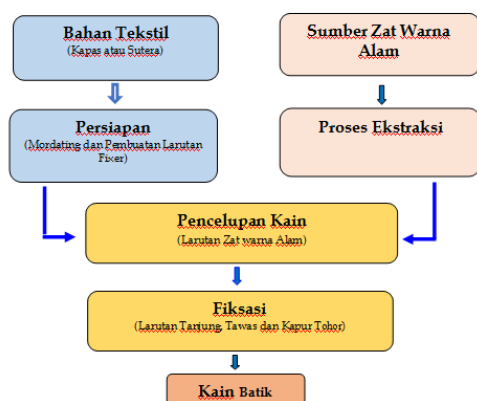 Bahan Tekstil
(Kapas atau Sutera)
Sumber Zat Warna
Alam
Persiapan
(Mordating dan Pembuatan Larutan
Fixer)
Proses Ekstraksi
Pencelupan Kain
(Larutan Zat warna Alam)
Fiksasi
(Larutan Tanjung, Tawas dan Kapur Tohor)
Kain Batik